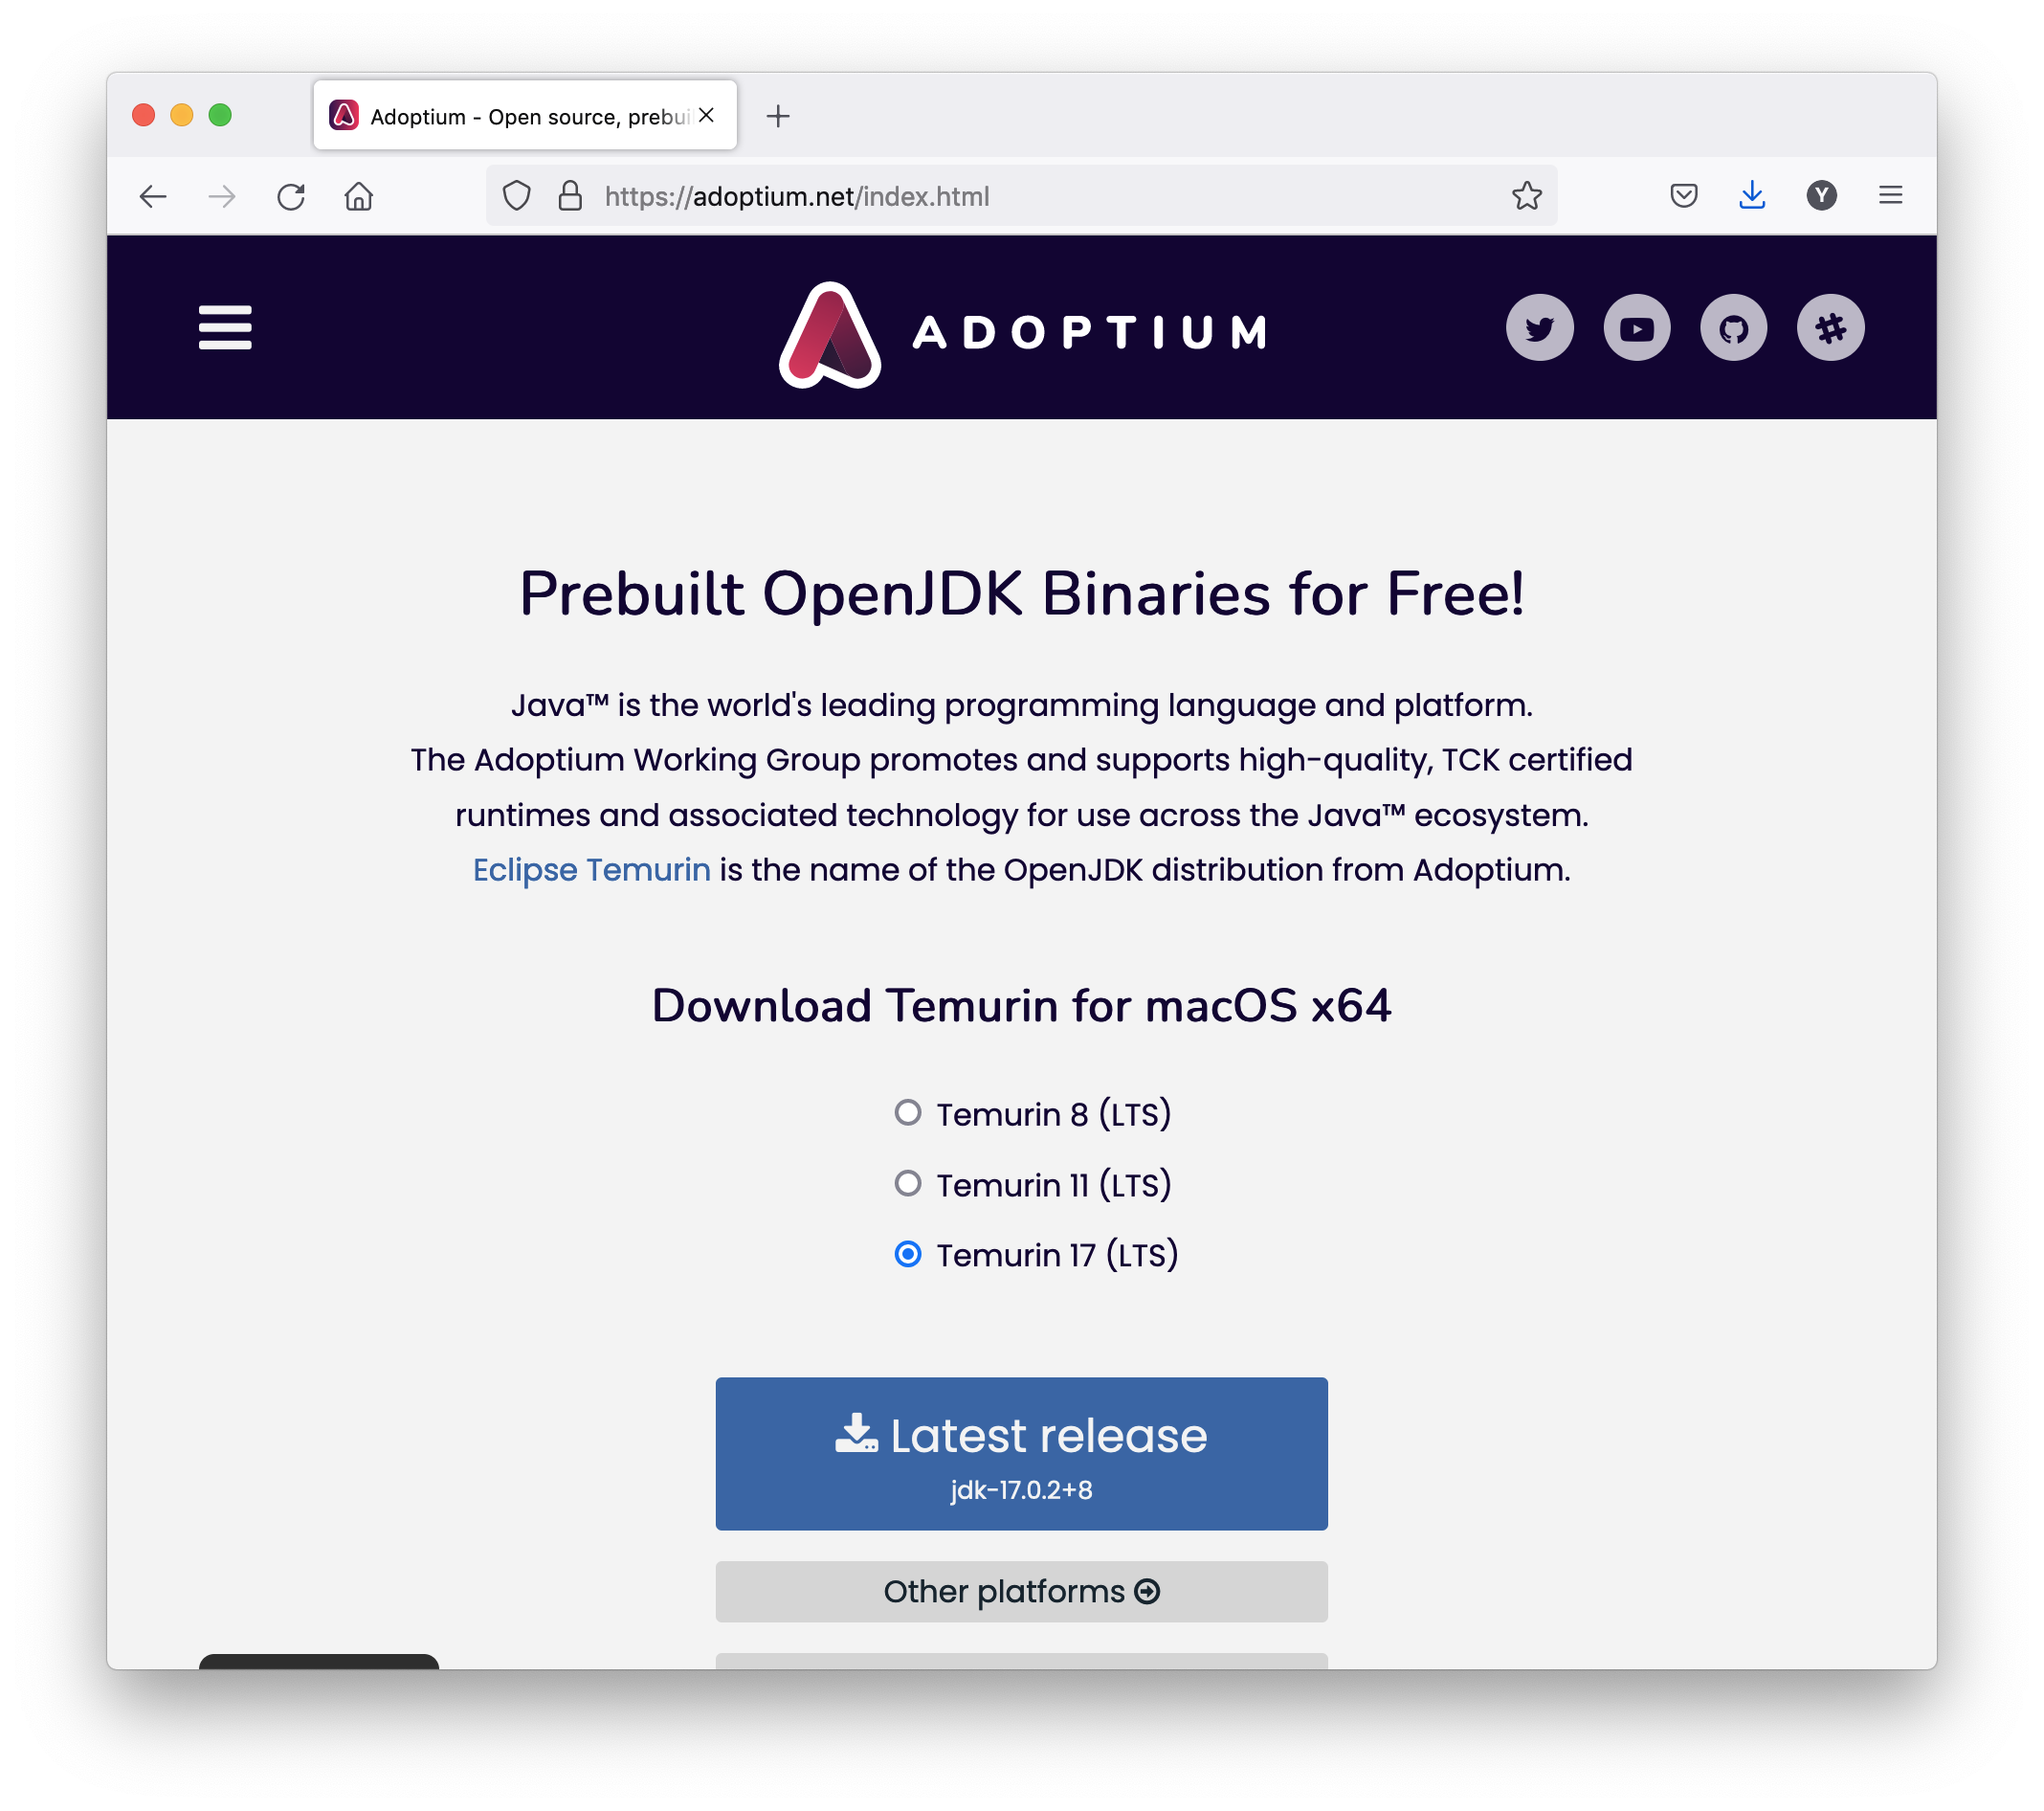 Adoptium - Open source, prebui
https://adoptium.net/index.html
Y
ADOPTIUM
Prebuilt OpenJDK Binaries for Free!
Java™ is the world's leading programming language and platform.
The Adoptium Working Group promotes and supports high-quality, TCK certified
runtimes and associated technology for use across the Java™ ecosystem.
Eclipse Temurin is the name of the OpenJDK distribution from Adoptium.
Download Temurin for macOS x64
Temurin 8 (LTS)
Temurin 11 (LTS)
Temurin 17 (LTS)
Latest release
jdk-17.0.2+8
Other platforms